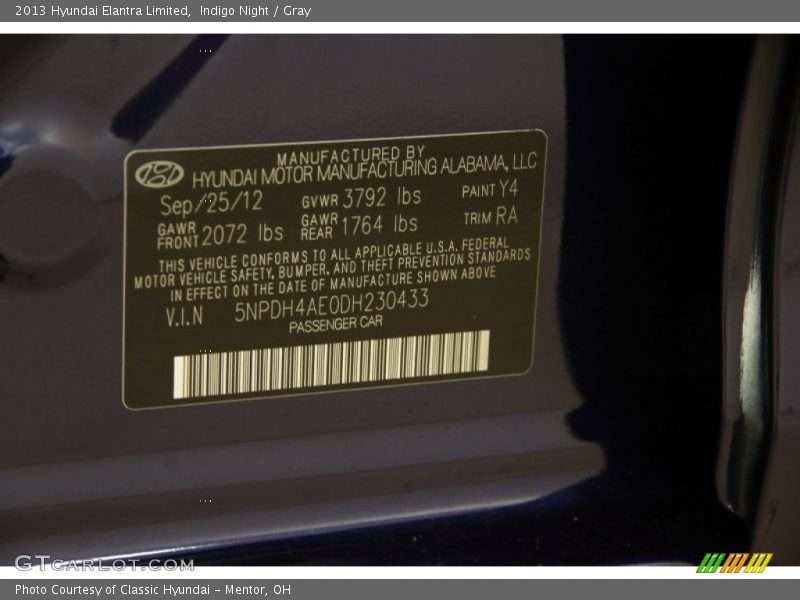 2013 Hyundai Elantra Limited, Indigo Night / Gray
MANUFACTURED BY
HYUNDAI MOTOR MANUFACTURING ALABAMA, LLC
Sep/25/12 GVWR 3792 lbs PAINT Y4
GAWR FRONT 2072 lbs GAWR REAR 1764 lbs TRIM RA
THIS VEHICLE CONFORMS TO ALL APPLICABLE U.S.A. FEDERAL
MOTOR VEHICLE SAFETY, BUMPER, AND THEFT PREVENTION STANDARDS
IN EFFECT ON THE DATE OF MANUFACTURE SHOWN ABOVE
V.I.N 5NPDH4AE0DH230433
PASSENGER CAR
GTCARLOT.COM
Photo Courtesy of Classic Hyundai - Mentor, OH